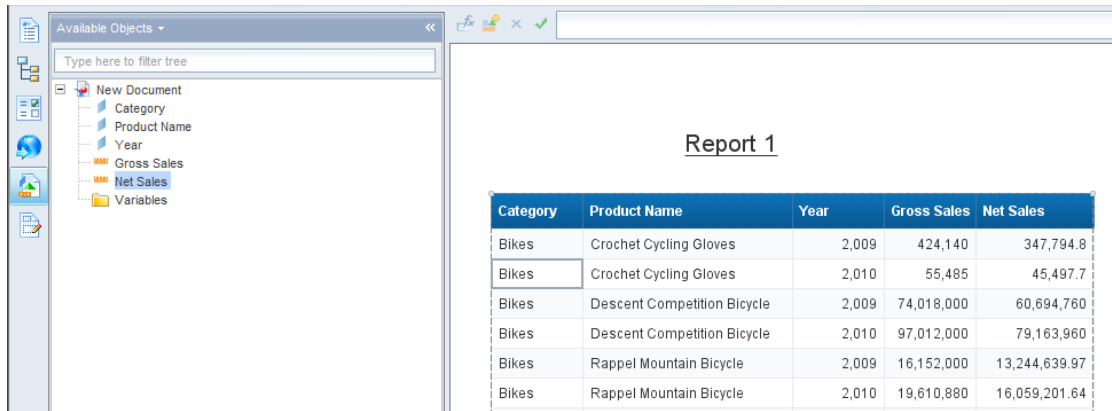 Available Objects
Type here to filter tree
New Document
Category
Product Name
Year
Gross Sales
Net Sales
Variables
fx
Report 1
Category Product Name Year Gross Sales Net Sales
Bikes Crochet Cycling Gloves 2,009 424,140 347,794.8
Bikes Crochet Cycling Gloves 2,010 55,485 45,497.7
Bikes Descent Competition Bicycle 2,009 74,018,000 60,694,760
Bikes Descent Competition Bicycle 2,010 97,012,000 79,163,960
Bikes Rappel Mountain Bicycle 2,009 16,152,000 13,244,639.97
Bikes Rappel Mountain Bicycle 2,010 19,610,880 16,059,201.64